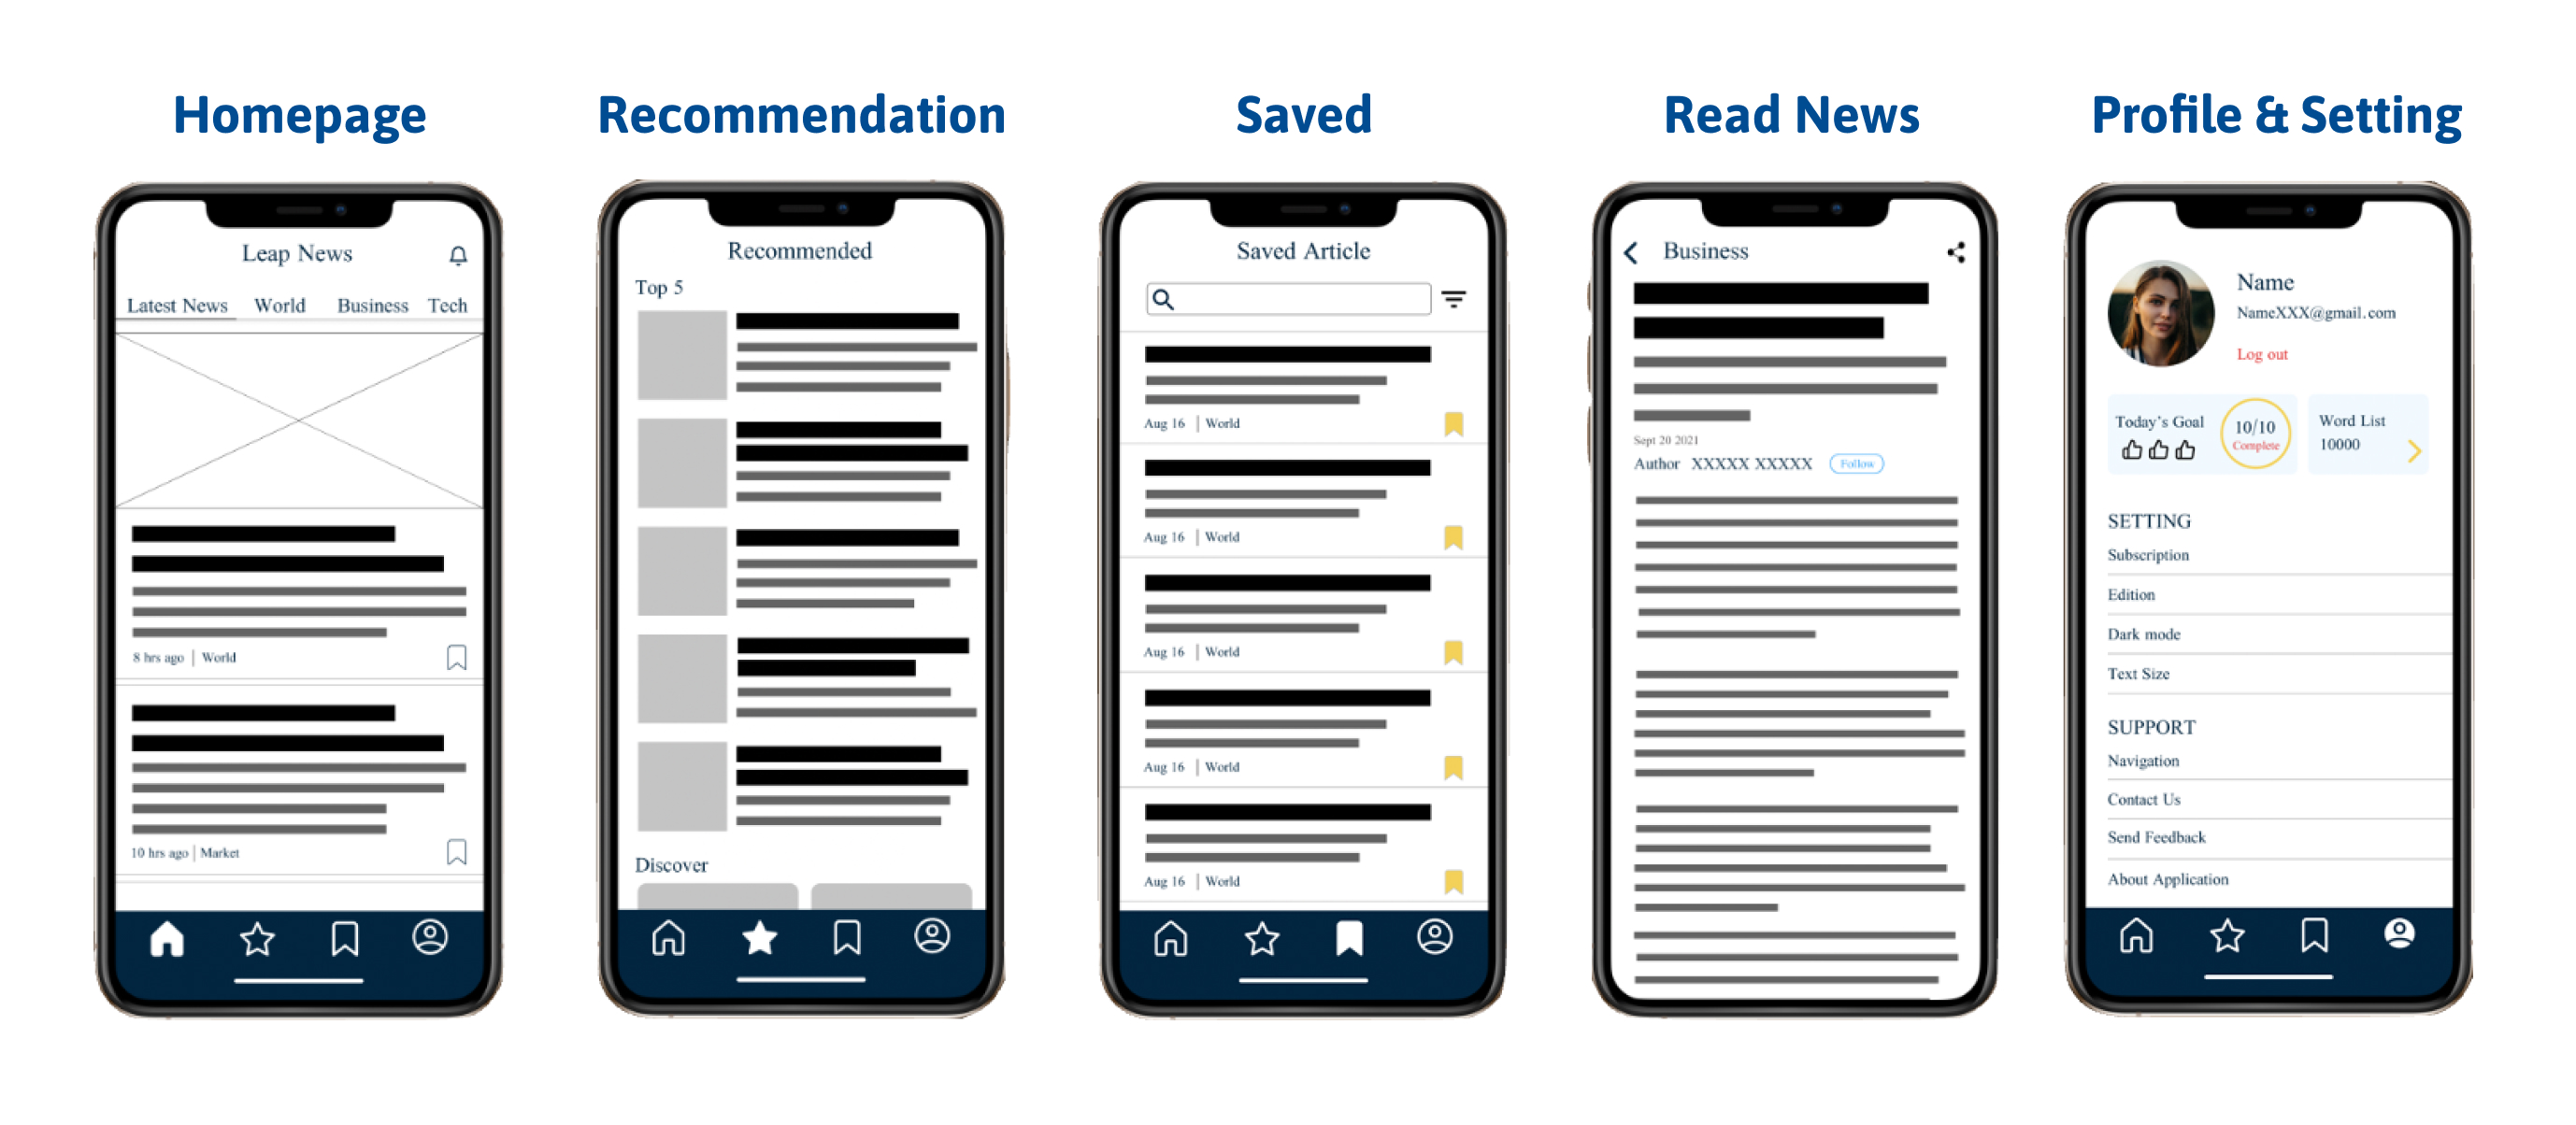 Homepage
Leap News
Latest News World Business Tech
8 hrs ago | World
10 hrs ago | Market
Recommendation
Recommended
Top 5
Discover
Saved
Saved Article
Aug 16 | World
Aug 16 | World
Aug 16 | World
Aug 16 | World
Aug 16 | World
Read News
Business
Sept 20 2021
Author XXXXX XXXXX Follow
Profile & Setting
Name
NameXXX@gmail.com
Log out
Today's Goal
10/10
Complete
Word List
10000
SETTING
Subscription
Edition
Dark mode
Text Size
SUPPORT
Navigation
Contact Us
Send Feedback
About Application